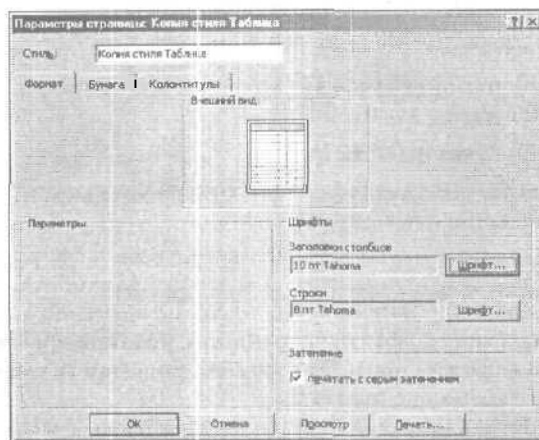 Параметры страницы: Копия стиля Таблица
Стиль: Копия стиля Таблица
Формат Бумага Колонтитулы
Внешний вид
Параметры
Шрифты
Заголовки столбцов
10 пт Tahoma Шрифт...
Строки
8 пт Tahoma Шрифт...
Затенение
печатать с серым затенением
ОК Отмена Просмотр Печать...